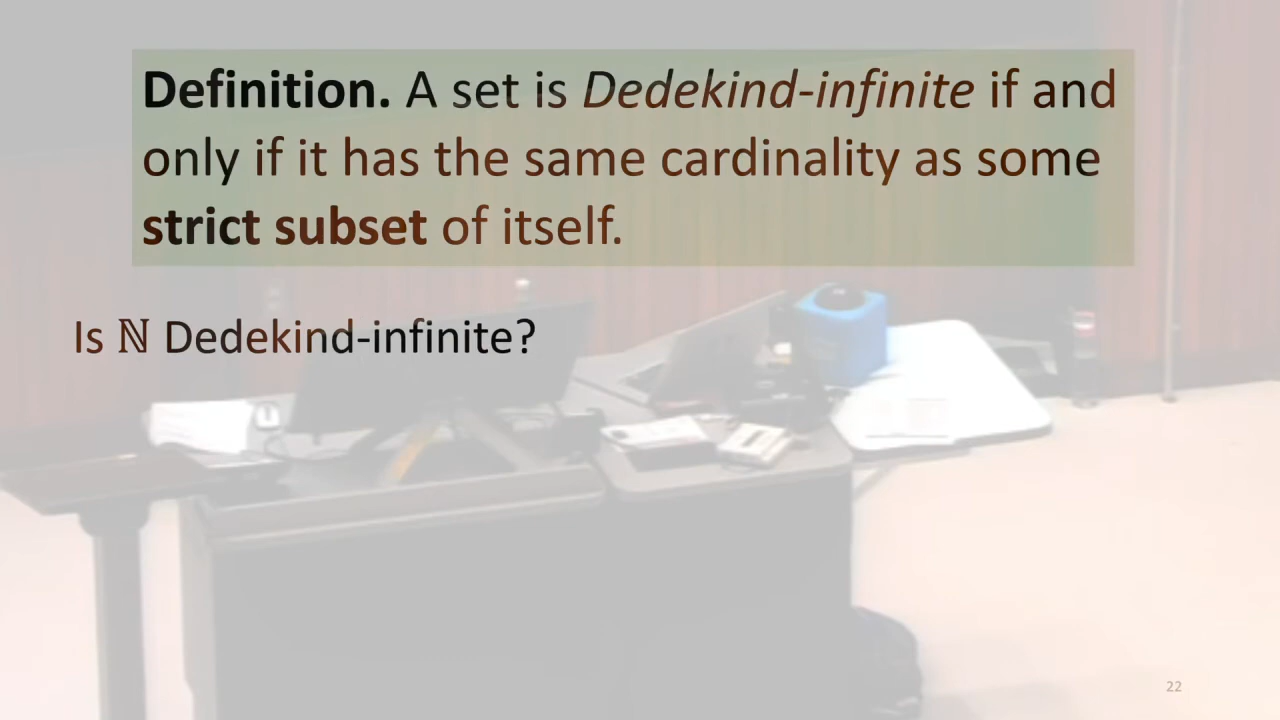 Definition. A set is Dedekind-infinite if and
only if it has the same cardinality as some
strict subset of itself.
Is ℕ Dedekind-infinite?
22